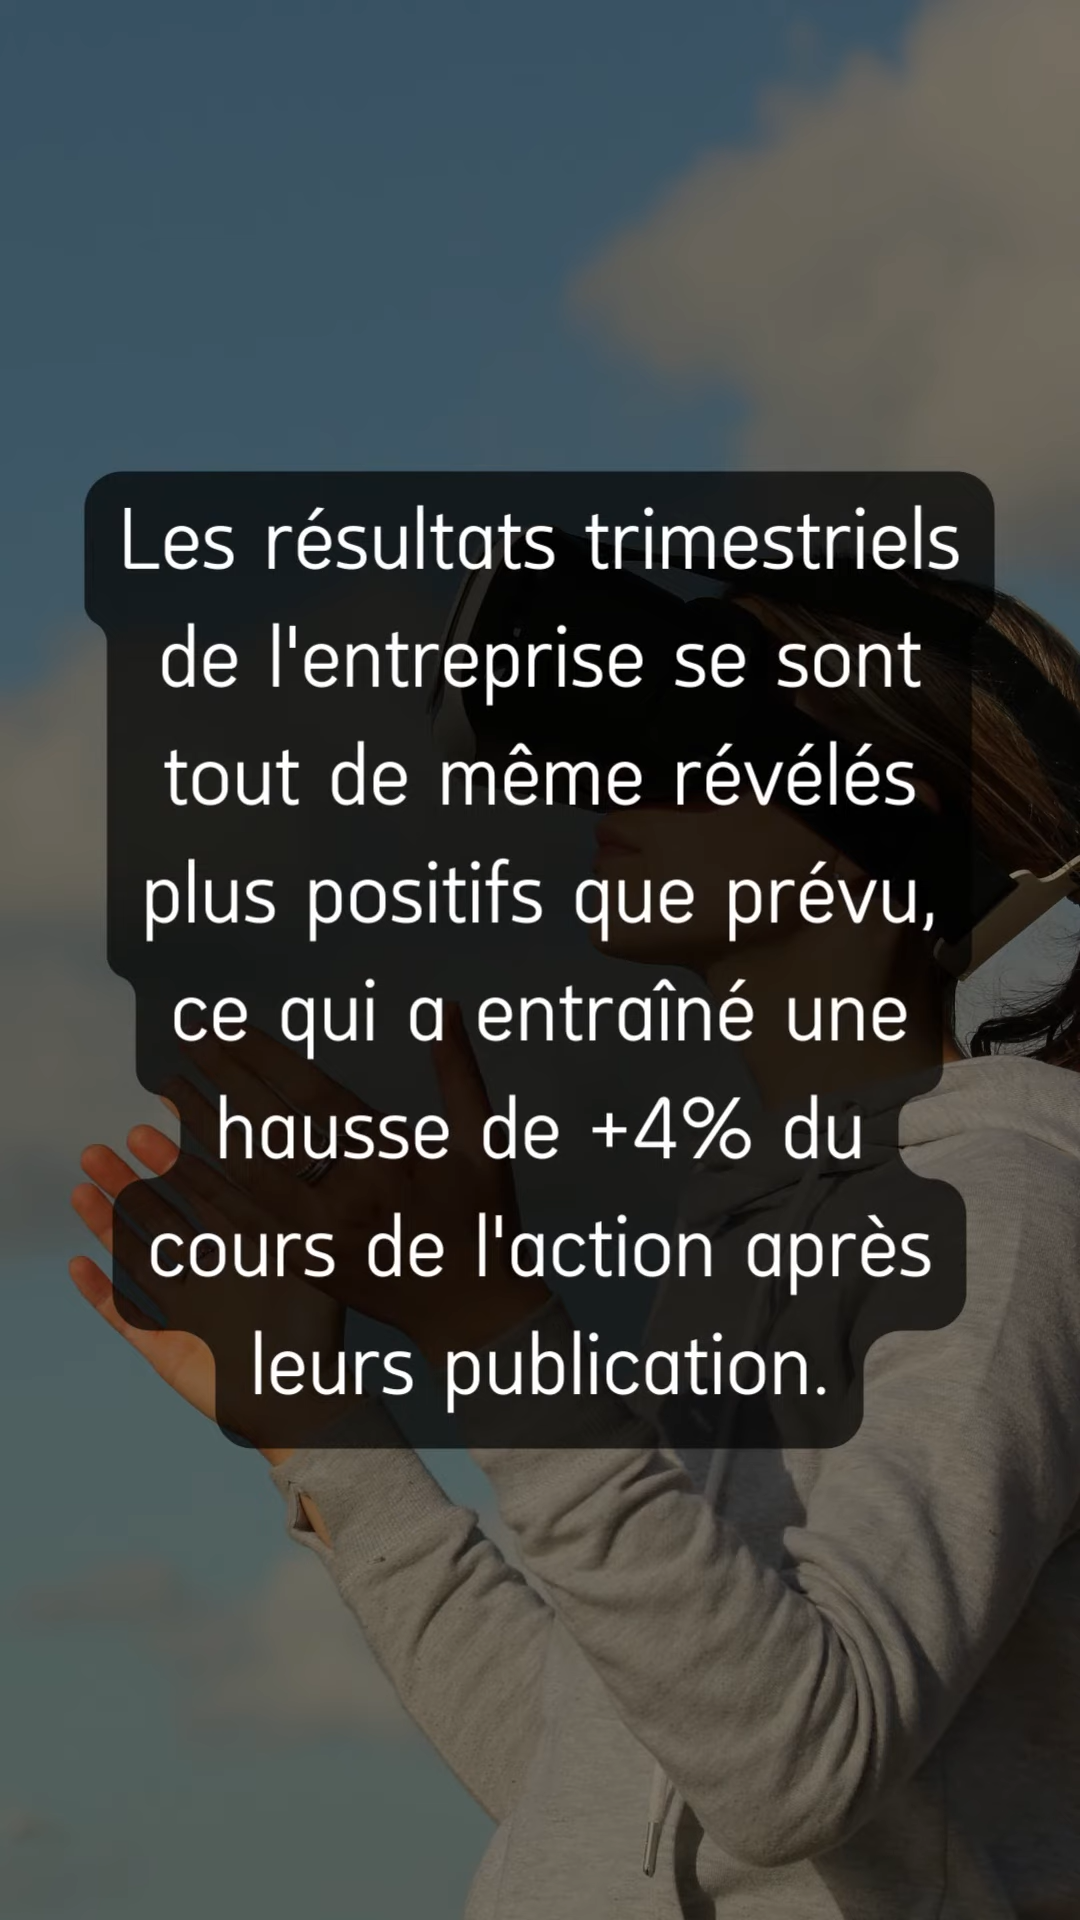 Les résultats trimestriels
de l'entreprise se sont
tout de même révélés
plus positifs que prévu,
ce qui a entraîné une
hausse de +4% du
cours de l'action après
leurs publication.